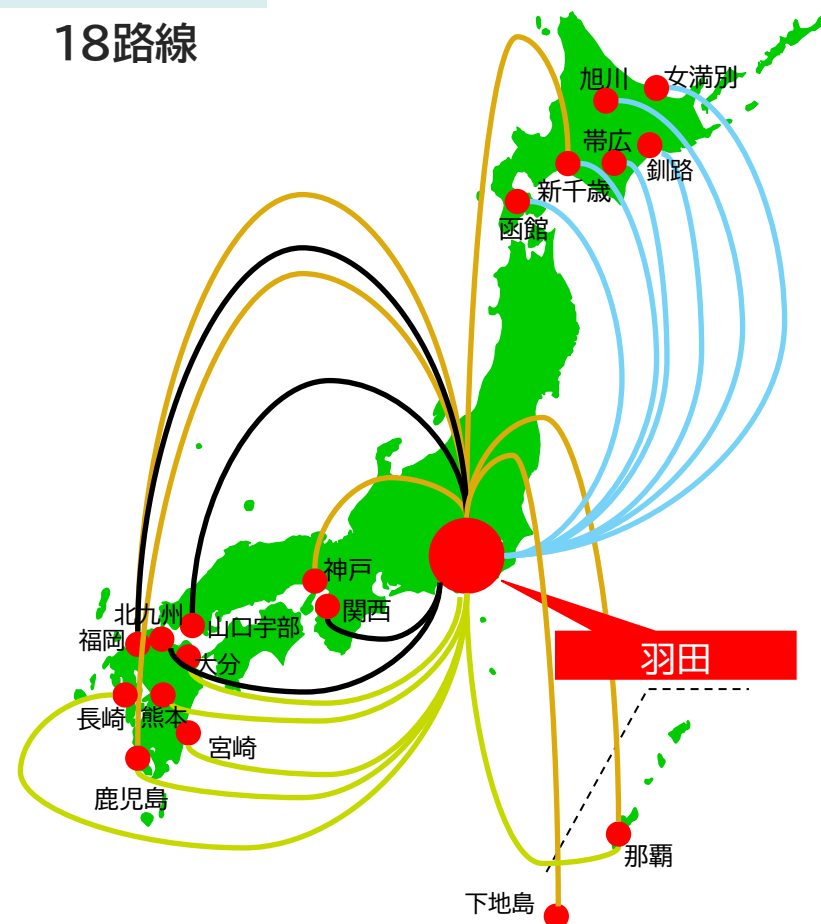 18路線
旭川
女満別
帯広
釧路
新千歳
函館
神戸
関西
北九州
山口宇部
福岡
大分
長崎
熊本
宮崎
鹿児島
羽田
那覇
下地島